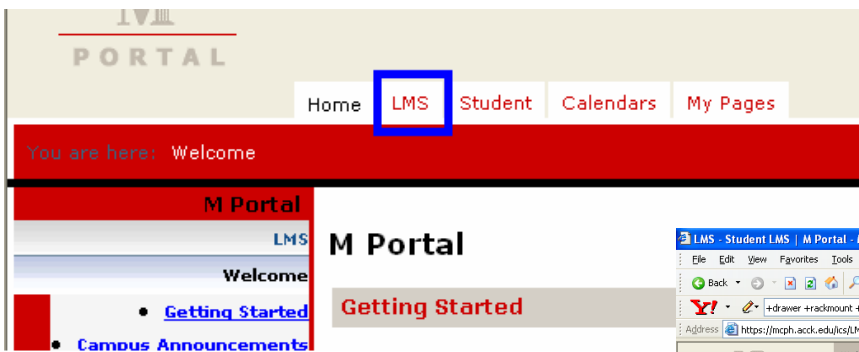 PORTAL
Home LMS Student Calendars My Pages
You are here: Welcome
M Portal
LMS
Welcome
Getting Started
Campus Announcements
M Portal
Getting Started
LMS - Student LMS | M Portal -
File Edit View Favorites Tools
Back
Y!
+drawer +rackmount +
Address https://mcph.acck.edu/ics/LM